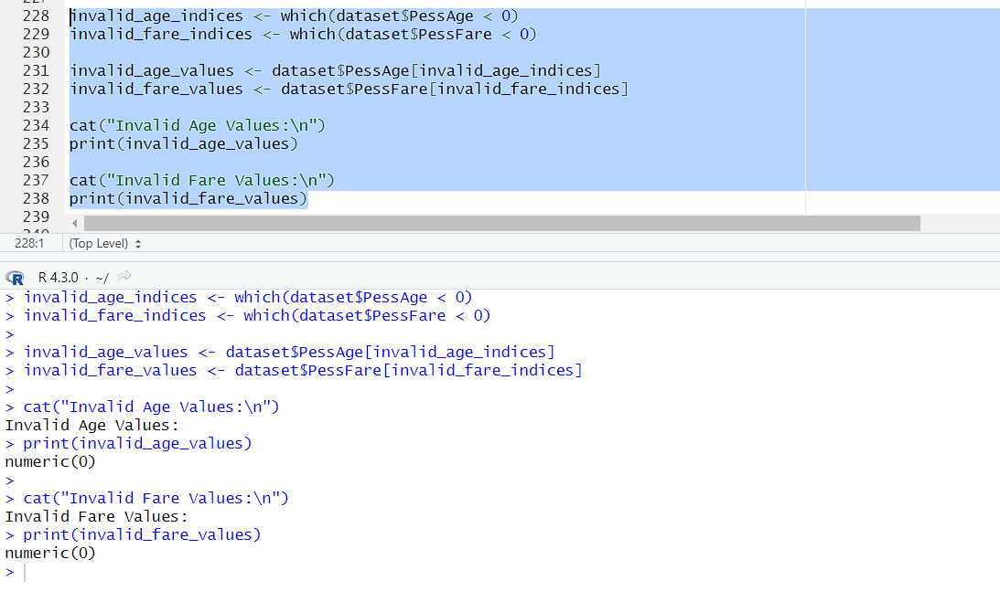 227
228 invalid_age_indices <- which(dataset$PessAge < 0)
229 invalid_fare_indices <- which(dataset$PessFare < 0)
230
231 invalid_age_values <- dataset$PessAge[invalid_age_indices]
232 invalid_fare_values <- dataset$PessFare[invalid_fare_indices]
233
234 cat("Invalid Age Values:\n")
235 print(invalid_age_values)
236
237 cat("Invalid Fare Values:\n")
238 print(invalid_fare_values)
239
240
228:1 (Top Level)
R R 4.3.0 · ~/
> invalid_age_indices <- which(dataset$PessAge < 0)
> invalid_fare_indices <- which(dataset$PessFare < 0)
>
> invalid_age_values <- dataset$PessAge[invalid_age_indices]
> invalid_fare_values <- dataset$PessFare[invalid_fare_indices]
>
> cat("Invalid Age Values:\n")
Invalid Age Values:
> print(invalid_age_values)
numeric(0)
>
> cat("Invalid Fare Values:\n")
Invalid Fare Values:
> print(invalid_fare_values)
numeric(0)
>